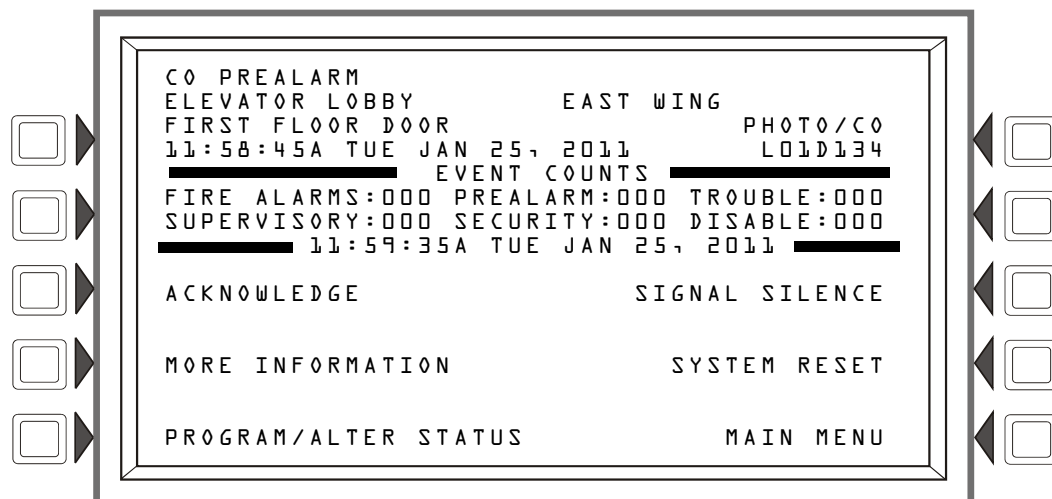 CO PREALARM
ELEVATOR LOBBY EAST WING
FIRST FLOOR DOOR PHOTO/CO
11:58:45A TUE JAN 25, 2011 L01D134
EVENT COUNTS
FIRE ALARMS:000 PREALARM:000 TROUBLE:000
SUPERVISORY:000 SECURITY:000 DISABLE:000
11:59:35A TUE JAN 25, 2011
ACKNOWLEDGE SIGNAL SILENCE
MORE INFORMATION SYSTEM RESET
PROGRAM/ALTER STATUS MAIN MENU